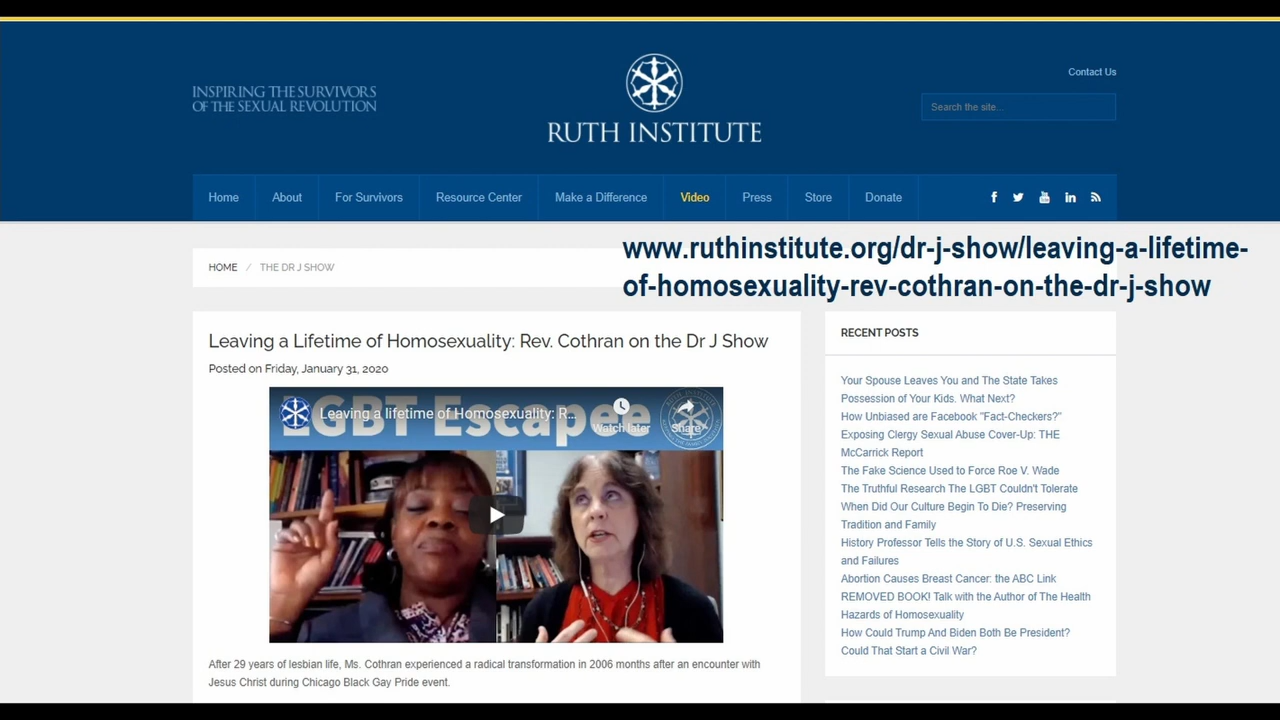 INSPIRING THE SURVIVORS
OF THE SEXUAL REVOLUTION
RUTH INSTITUTE
Contact Us
Search the site...
Home
About
For Survivors
Resource Center
Make a Difference
Video
Press
Store
Donate
www.ruthinstitute.org/dr-j-show/leaving-a-lifetime-
of-homosexuality-rev-cothran-on-the-dr-j-show
HOME / THE DR J SHOW
Leaving a Lifetime of Homosexuality: Rev. Cothran on the Dr J Show
Posted on Friday, January 31, 2020
Leaving a lifetime of Homosexuality: R...
Watch later
Share
LGBT Escapee
After 29 years of lesbian life, Ms. Cothran experienced a radical transformation in 2006 months after an encounter with
Jesus Christ during Chicago Black Gay Pride event.
RECENT POSTS
Your Spouse Leaves You and The State Takes
Possession of Your Kids. What Next?
How Unbiased are Facebook "Fact-Checkers?"
Exposing Clergy Sexual Abuse Cover-Up: THE
McCarrick Report
The Fake Science Used to Force Roe V. Wade
The Truthful Research The LGBT Couldn't Tolerate
When Did Our Culture Begin To Die? Preserving
Tradition and Family
History Professor Tells the Story of U.S. Sexual Ethics
and Failures
Abortion Causes Breast Cancer: the ABC Link
REMOVED BOOK! Talk with the Author of The Health
Hazards of Homosexuality
How Could Trump And Biden Both Be President?
Could That Start a Civil War?